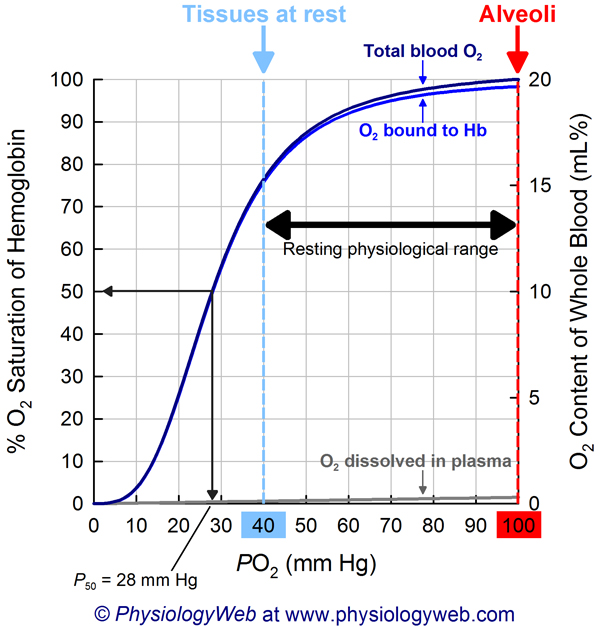 Tissues at rest
Alveoli
Total blood O₂
O₂ bound to Hb
Resting physiological range
O₂ dissolved in plasma
% O₂ Saturation of Hemoglobin
100
90
80
70
60
50
40
30
20
10
0
O₂ Content of Whole Blood (mL%)
20
15
10
5
0
0 10 20 30 40 50 60 70 80 90 100
P₅₀ = 28 mm Hg
PO₂ (mm Hg)
© PhysiologyWeb at www.physiologyweb.com